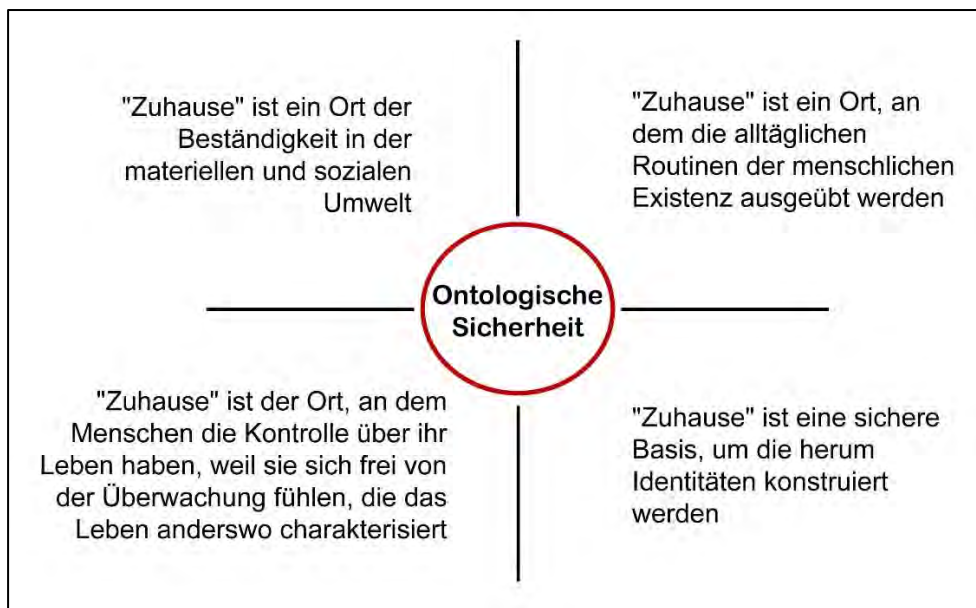 "Zuhause" ist ein Ort der
Beständigkeit in der
materiellen und sozialen
Umwelt
"Zuhause" ist ein Ort, an
dem die alltäglichen
Routinen der menschlichen
Existenz ausgeübt werden
Ontologische
Sicherheit
"Zuhause" ist der Ort, an dem
Menschen die Kontrolle über ihr
Leben haben, weil sie sich frei von
der Überwachung fühlen, die das
Leben anderswo charakterisiert
"Zuhause" ist eine sichere
Basis, um die herum
Identitäten konstruiert
werden